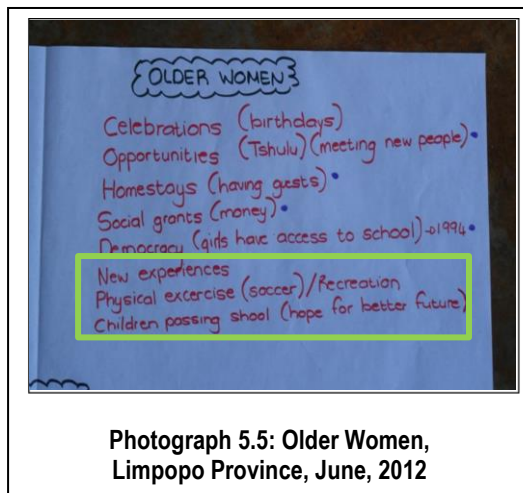 OLDER WOMEN
Celebrations (birthdays)
Opportunities (Tshulu) (meeting new people)
Homestays (having guests)
Social grants (money)
Democracy (girls have access to school) →1994
New experiences
Physical excercise (soccer)/Recreation
Children passing shool (hope for better future)
Photograph 5.5: Older Women,
Limpopo Province, June, 2012